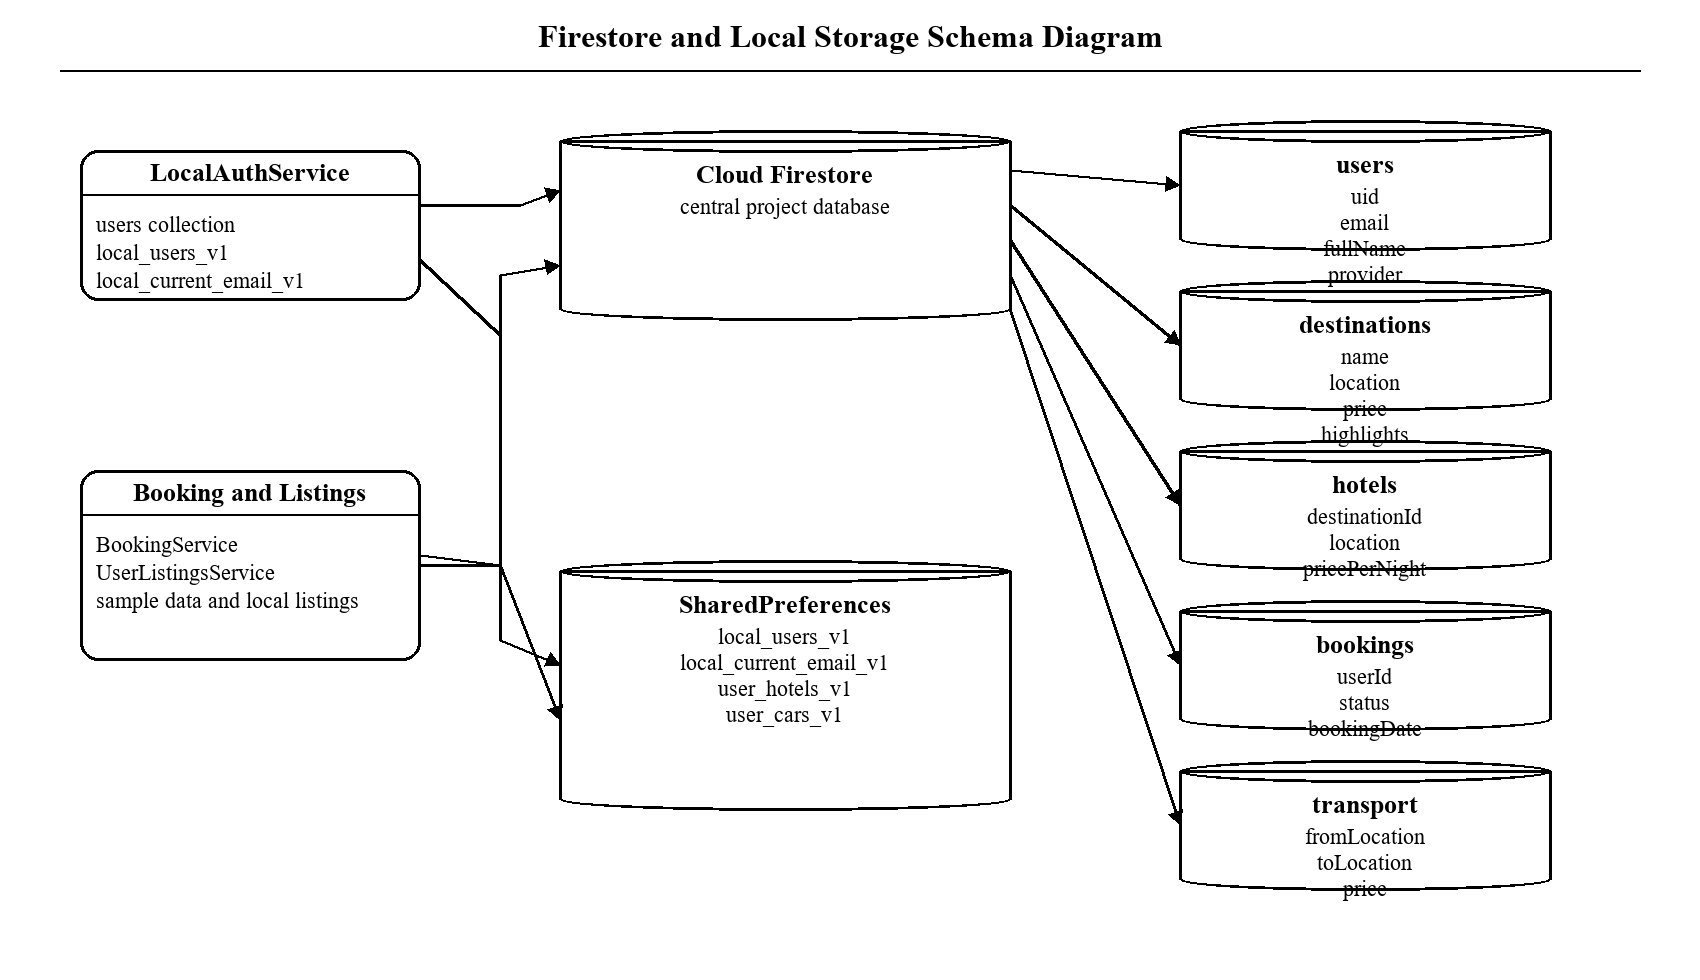 Firestore and Local Storage Schema Diagram
LocalAuthService
users collection
local_users_v1
local_current_email_v1
Booking and Listings
BookingService
UserListingsService
sample data and local listings
Cloud Firestore
central project database
SharedPreferences
local_users_v1
local_current_email_v1
user_hotels_v1
user_cars_v1
users
uid
email
fullName
provider
destinations
name
location
price
highlights
hotels
destinationId
location
pricePerNight
bookings
userId
status
bookingDate
transport
fromLocation
toLocation
price